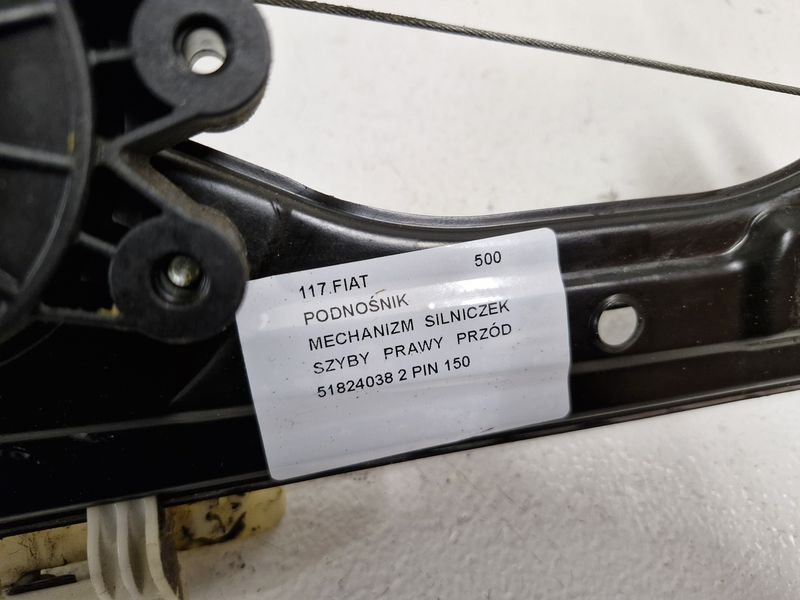 117.FIAT 500
PODNOŚNIK
MECHANIZM SILNICZEK
SZYBY PRAWY PRZÓD
51824038 2 PIN 150